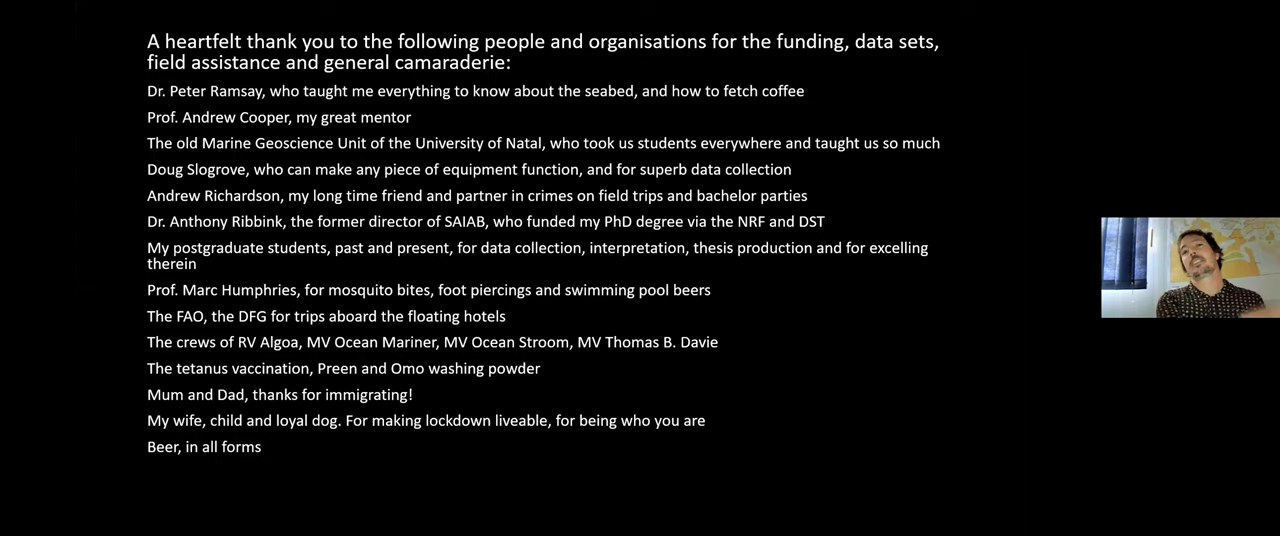 A heartfelt thank you to the following people and organisations for the funding, data sets,
field assistance and general camaraderie:
Dr. Peter Ramsay, who taught me everything to know about the seabed, and how to fetch coffee
Prof. Andrew Cooper, my great mentor
The old Marine Geoscience Unit of the University of Natal, who took us students everywhere and taught us so much
Doug Slogrove, who can make any piece of equipment function, and for superb data collection
Andrew Richardson, my long time friend and partner in crimes on field trips and bachelor parties
Dr. Anthony Ribbink, the former director of SAIAB, who funded my PhD degree via the NRF and DST
My postgraduate students, past and present, for data collection, interpretation, thesis production and for excelling
therein
Prof. Marc Humphries, for mosquito bites, foot piercings and swimming pool beers
The FAO, the DFG for trips aboard the floating hotels
The crews of RV Algoa, MV Ocean Mariner, MV Ocean Stroom, MV Thomas B. Davie
The tetanus vaccination, Preen and Omo washing powder
Mum and Dad, thanks for immigrating!
My wife, child and loyal dog. For making lockdown liveable, for being who you are
Beer, in all forms